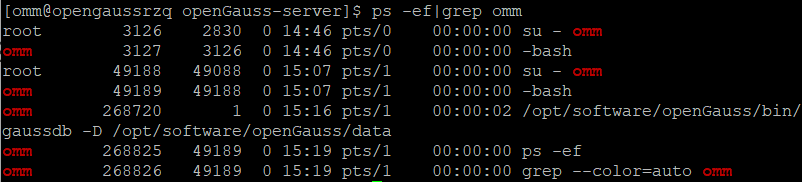 [omm@opengaussrzq openGauss-server]$ ps -ef|grep omm
root        3126    2830  0 14:46 pts/0    00:00:00 su - omm
omm         3127    3126  0 14:46 pts/0    00:00:00 -bash
root       49188   49088  0 15:07 pts/1    00:00:00 su - omm
omm        49189   49188  0 15:07 pts/1    00:00:00 -bash
omm       268720       1  0 15:16 pts/1    00:00:02 /opt/software/openGauss/bin/
gaussdb -D /opt/software/openGauss/data
omm       268825   49189  0 15:19 pts/1    00:00:00 ps -ef
omm       268826   49189  0 15:19 pts/1    00:00:00 grep --color=auto omm